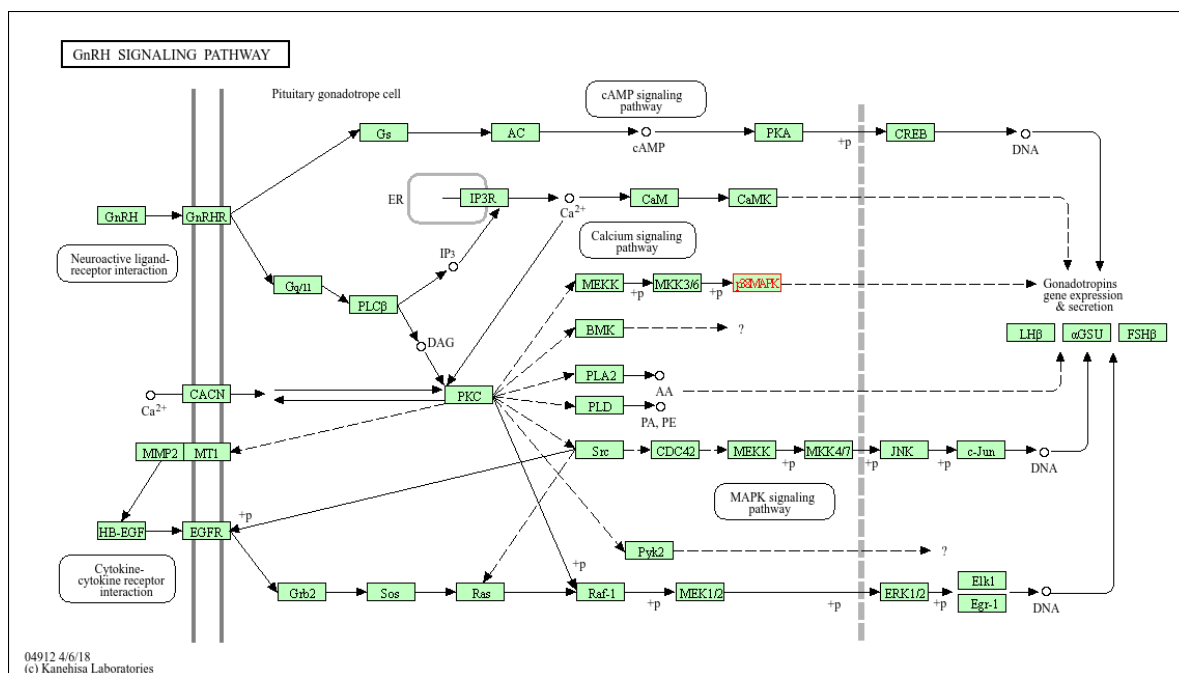 GnRH SIGNALING PATHWAY
Pituitary gonadotrope cell
cAMP signaling
pathway
Gs
AC
cAMP
PKA
+p
CREB
DNA
ER
IP3R
Ca2+
CaM
CaMK
GnRH
GnRHR
Neuroactive ligand-
receptor interaction
Calcium signaling
pathway
IP3
Gq/11
PLCβ
DAG
MEKK
+p
MKK3/6
+p
p38MAPK
Gonadotropins
gene expression
& secretion
BMK
?
LHβ
αGSU
FSHβ
PLA2
AA
PLD
PA, PE
Ca2+
CACN
PKC
MMP2
MT1
Src
CDC42
MEKK
+p
MKK4/7
+p
JNK
+p
c-Jun
DNA
MAPK signaling
pathway
HB-EGF
+p
EGFR
Cytokine-
cytokine receptor
interaction
Pyk2
?
+p
Grb2
Sos
Ras
Raf-1
+p
MEK1/2
+p
ERK1/2
+p
Elk1
Egr-1
DNA
04912 4/6/18
(c) Kanehisa Laboratories